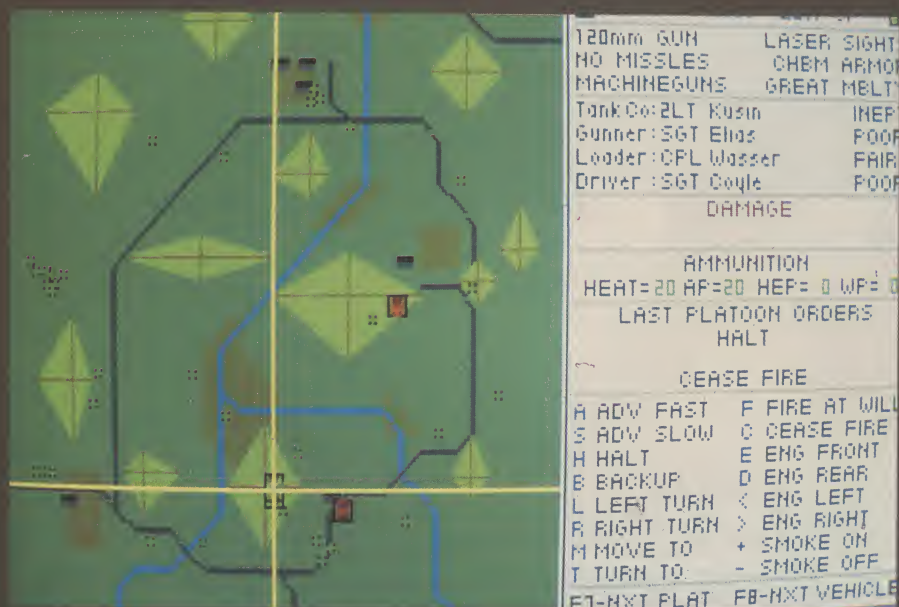 120mm GUN LASER SIGHTS
NO MISSLES CHBM ARMOR
MACHINEGUNS GREAT MBLTY
Tank Co:2LT Kusin INEPT
Gunner:SGT Elias POOR
Loader:CPL Wasser FAIR
Driver :SGT Coyle POOR
DAMAGE
AMMUNITION
HEAT=20 AP=20 HEP= 0 WP= 0
LAST PLATOON ORDERS
HALT
CEASE FIRE
A ADV FAST F FIRE AT WILL
S ADV SLOW C CEASE FIRE
H HALT E ENG FRONT
B BACKUP D ENG REAR
L LEFT TURN < ENG LEFT
R RIGHT TURN > ENG RIGHT
M MOVE TO + SMOKE ON
T TURN TO - SMOKE OFF
F7-NXT PLAT F8-NXT VEHICLE